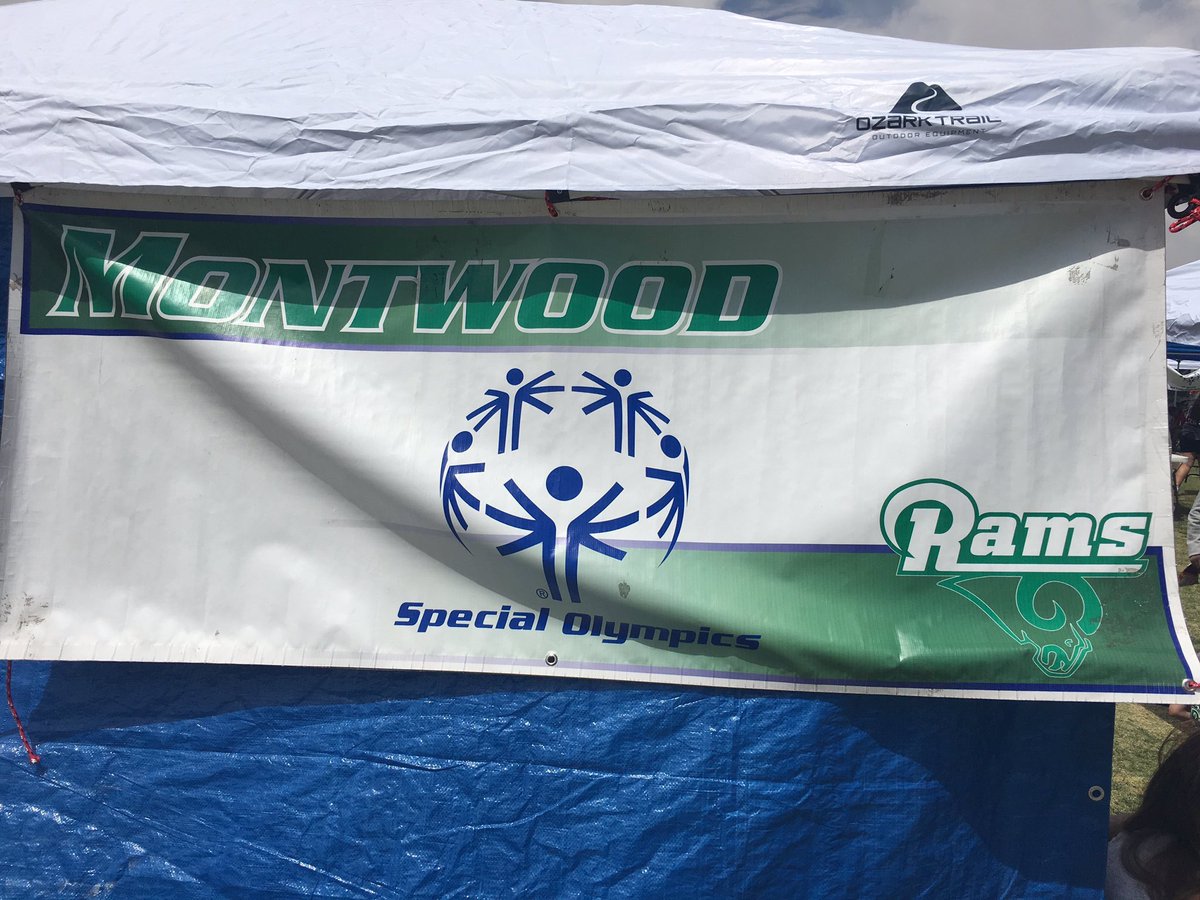 OZARK TRAIL
OUTDOOR EQUIPMENT
MONTWOOD
Rams
®
Special Olympics